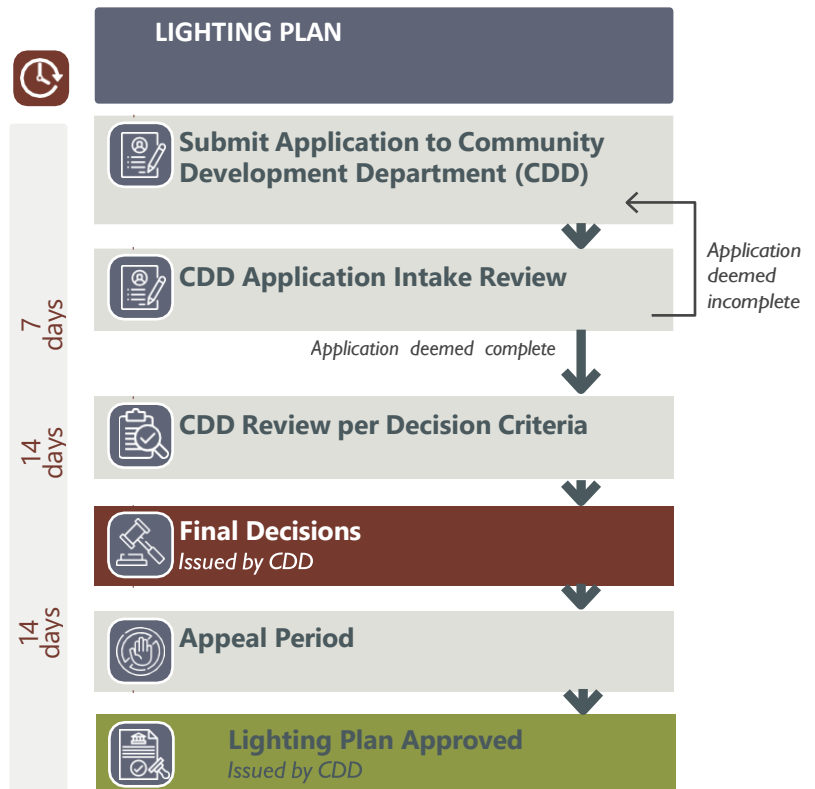 LIGHTING PLAN
Submit Application to Community
Development Department (CDD)
Application
deemed
incomplete
CDD Application Intake Review
7
days
Application deemed complete
14
days
CDD Review per Decision Criteria
Final Decisions
Issued by CDD
14
days
Appeal Period
Lighting Plan Approved
Issued by CDD